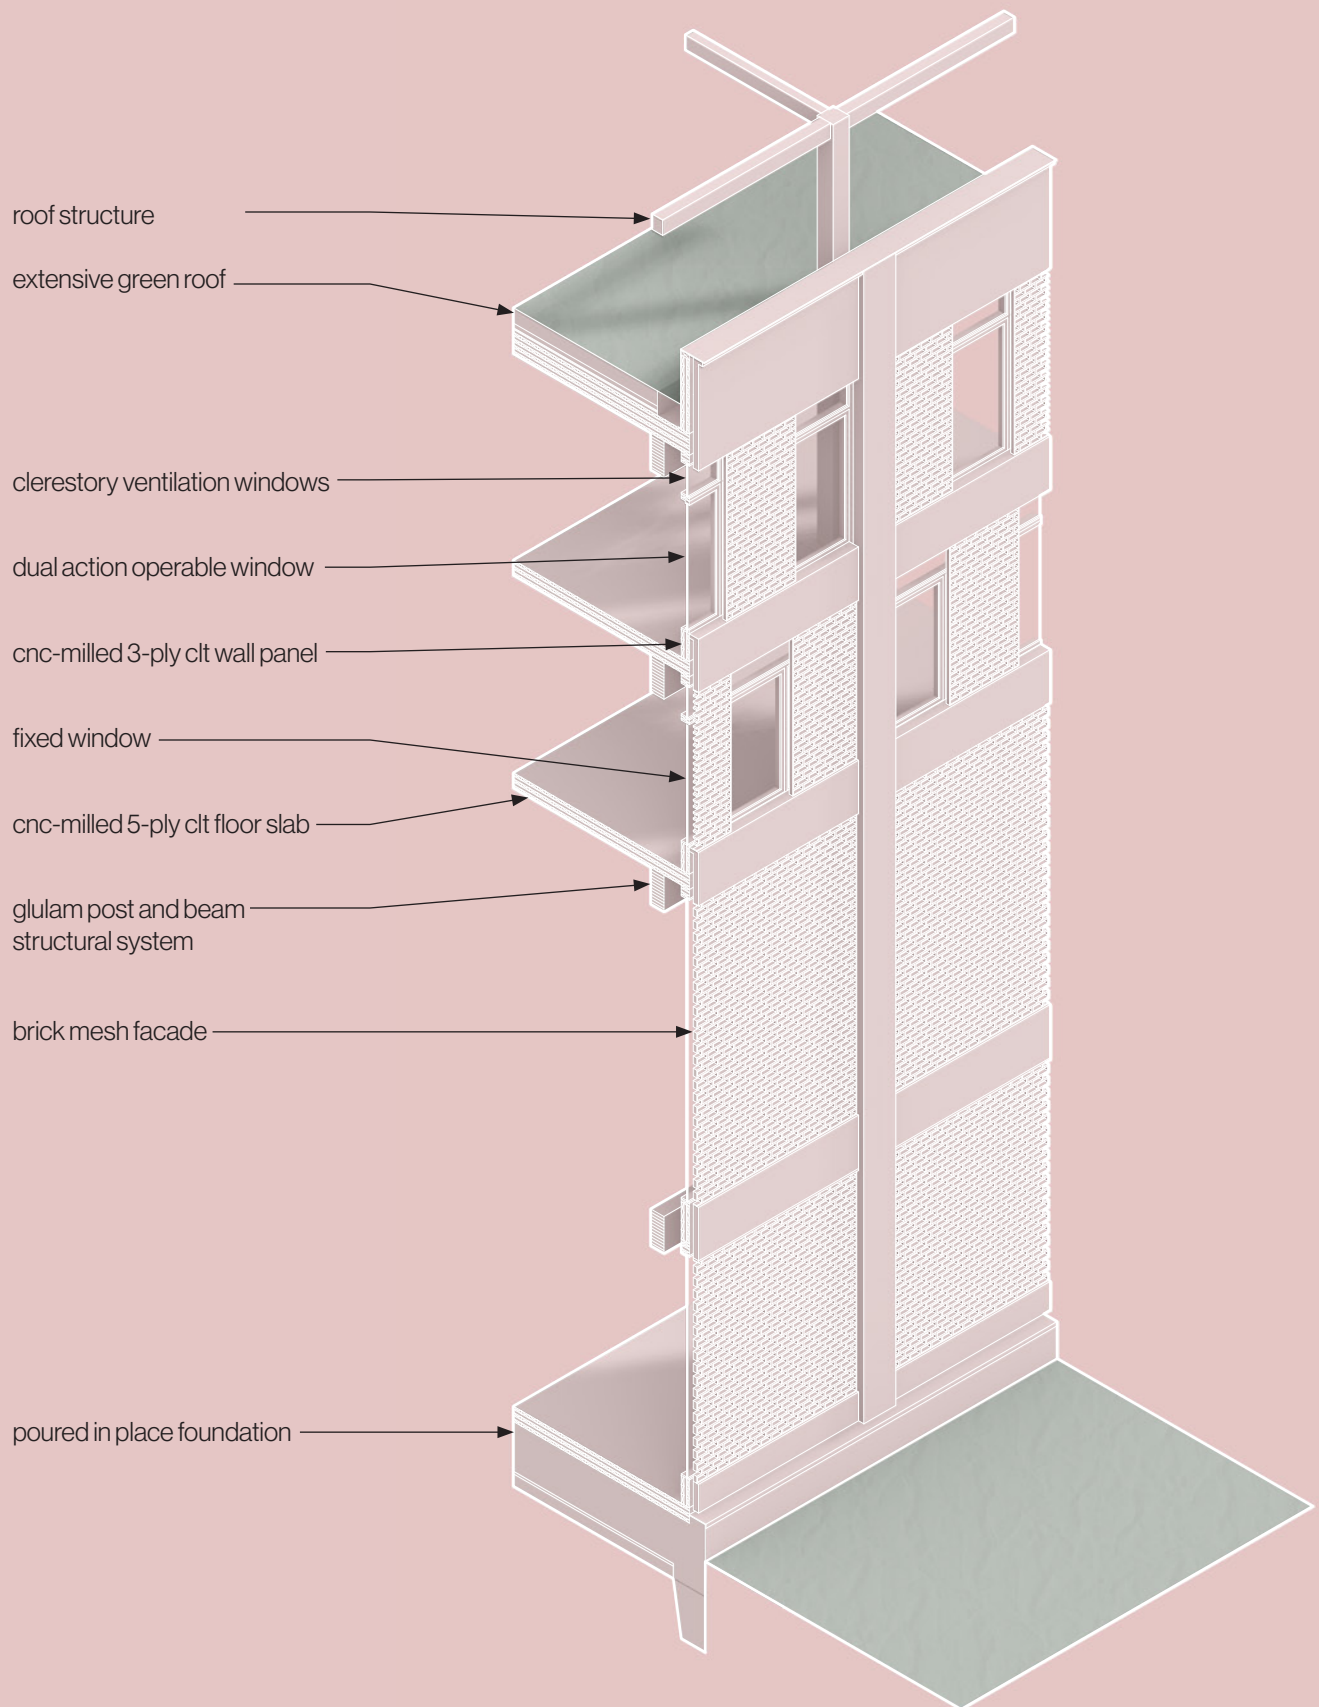 roof structure
extensive green roof
clerestory ventilation windows
dual action operable window
cnc-milled 3-ply clt wall panel
fixed window
cnc-milled 5-ply clt floor slab
glulam post and beam
structural system
brick mesh facade
poured in place foundation